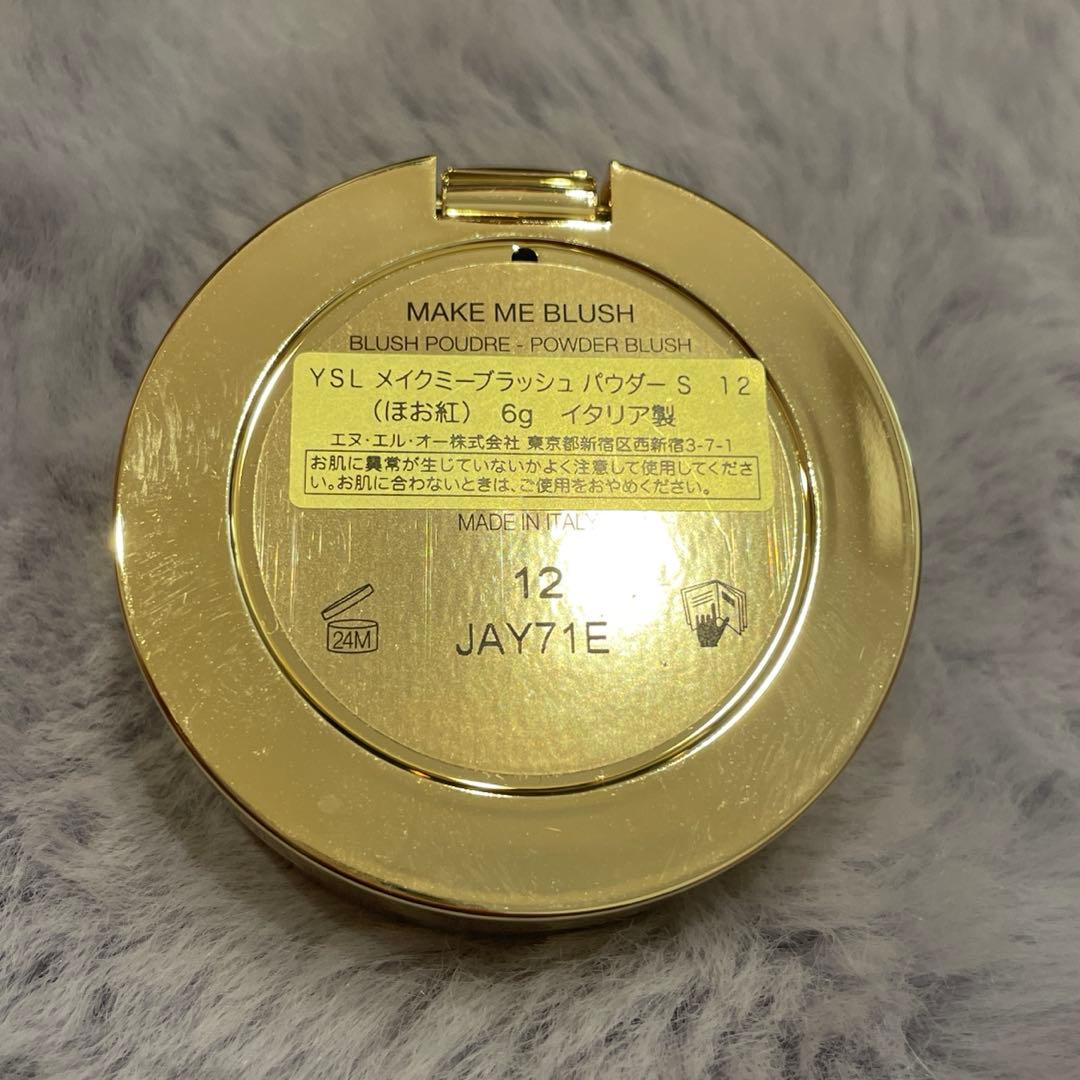 MAKE ME BLUSH
BLUSH POUDRE - POWDER BLUSH
YSL メイクミーブラッシュ パウダー S 12
（ほお紅） 6g イタリア製
エヌ・エル・オー株式会社 東京都新宿区西新宿3-7-1
お肌に異常が生じていないかよく注意して使用してくださ
い。お肌に合わないときは、ご使用をおやめください。
MADE IN ITALY
12
24M
JAY71E